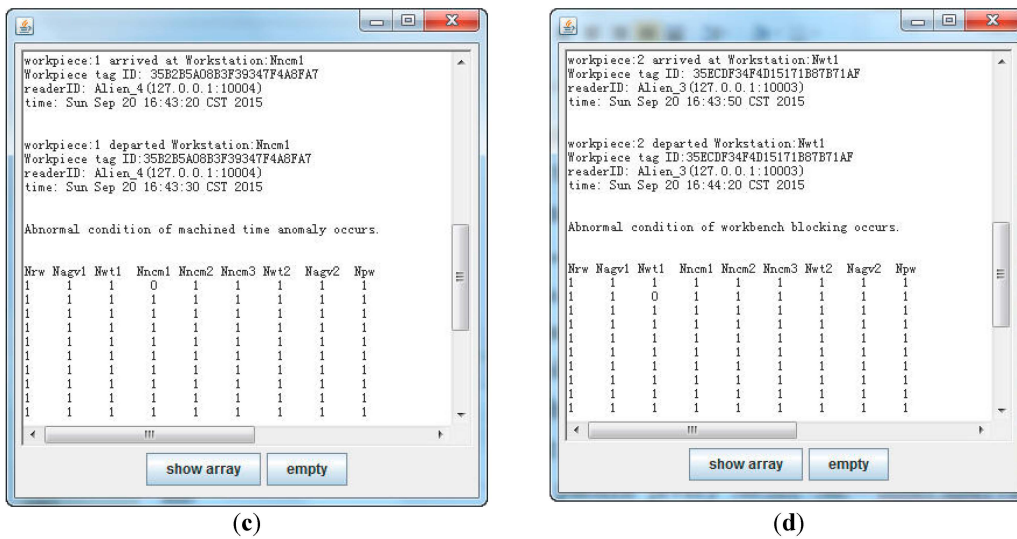 workpiece:1 arrived at Workstation:Nncm1
Workpiece tag ID: 35B2B5A08B3F39347F4A8FA7
readerID: Alien_4(127.0.0.1:10004)
time: Sun Sep 20 16:43:20 CST 2015
workpiece:1 departed Workstation:Nncm1
Workpiece tag ID:35B2B5A08B3F39347F4A8FA7
readerID: Alien_4(127.0.0.1:10004)
time: Sun Sep 20 16:43:30 CST 2015
Abnormal condition of machined time anomaly occurs.
Nrw Nagv1 Nwt1 Nncm1 Nncm2 Nncm3 Nwt2 Nagv2 Npw
1 1 1 0 1 1 1 1 1
1 1 1 1 1 1 1 1 1
1 1 1 1 1 1 1 1 1
1 1 1 1 1 1 1 1 1
1 1 1 1 1 1 1 1 1
1 1 1 1 1 1 1 1 1
1 1 1 1 1 1 1 1 1
1 1 1 1 1 1 1 1 1
1 1 1 1 1 1 1 1 1
1 1 1 1 1 1 1 1 1
show array empty
(c)
workpiece:2 arrived at Workstation:Nwt1
Workpiece tag ID: 35ECDF34F4D15171B87B71AF
readerID: Alien_3(127.0.0.1:10003)
time: Sun Sep 20 16:43:50 CST 2015
workpiece:2 departed Workstation:Nwt1
Workpiece tag ID:35ECDF34F4D15171B87B71AF
readerID: Alien_3(127.0.0.1:10003)
time: Sun Sep 20 16:44:20 CST 2015
Abnormal condition of workbench blocking occurs.
Nrw Nagv1 Nwt1 Nncm1 Nncm2 Nncm3 Nwt2 Nagv2 Npw
1 1 1 1 1 1 1 1 1
1 1 0 1 1 1 1 1 1
1 1 1 1 1 1 1 1 1
1 1 1 1 1 1 1 1 1
1 1 1 1 1 1 1 1 1
1 1 1 1 1 1 1 1 1
1 1 1 1 1 1 1 1 1
1 1 1 1 1 1 1 1 1
1 1 1 1 1 1 1 1 1
1 1 1 1 1 1 1 1 1
show array empty
(d)